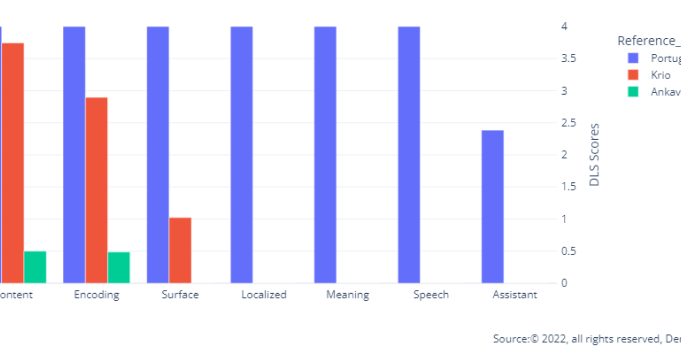 4
Reference_
3.5
Portug
Krio
3
Ankav
2.5
DLS Scores
2
1.5
1
0.5
0
ontent Encoding Surface Localized Meaning Speech Assistant
Source:© 2022, all rights reserved, Der